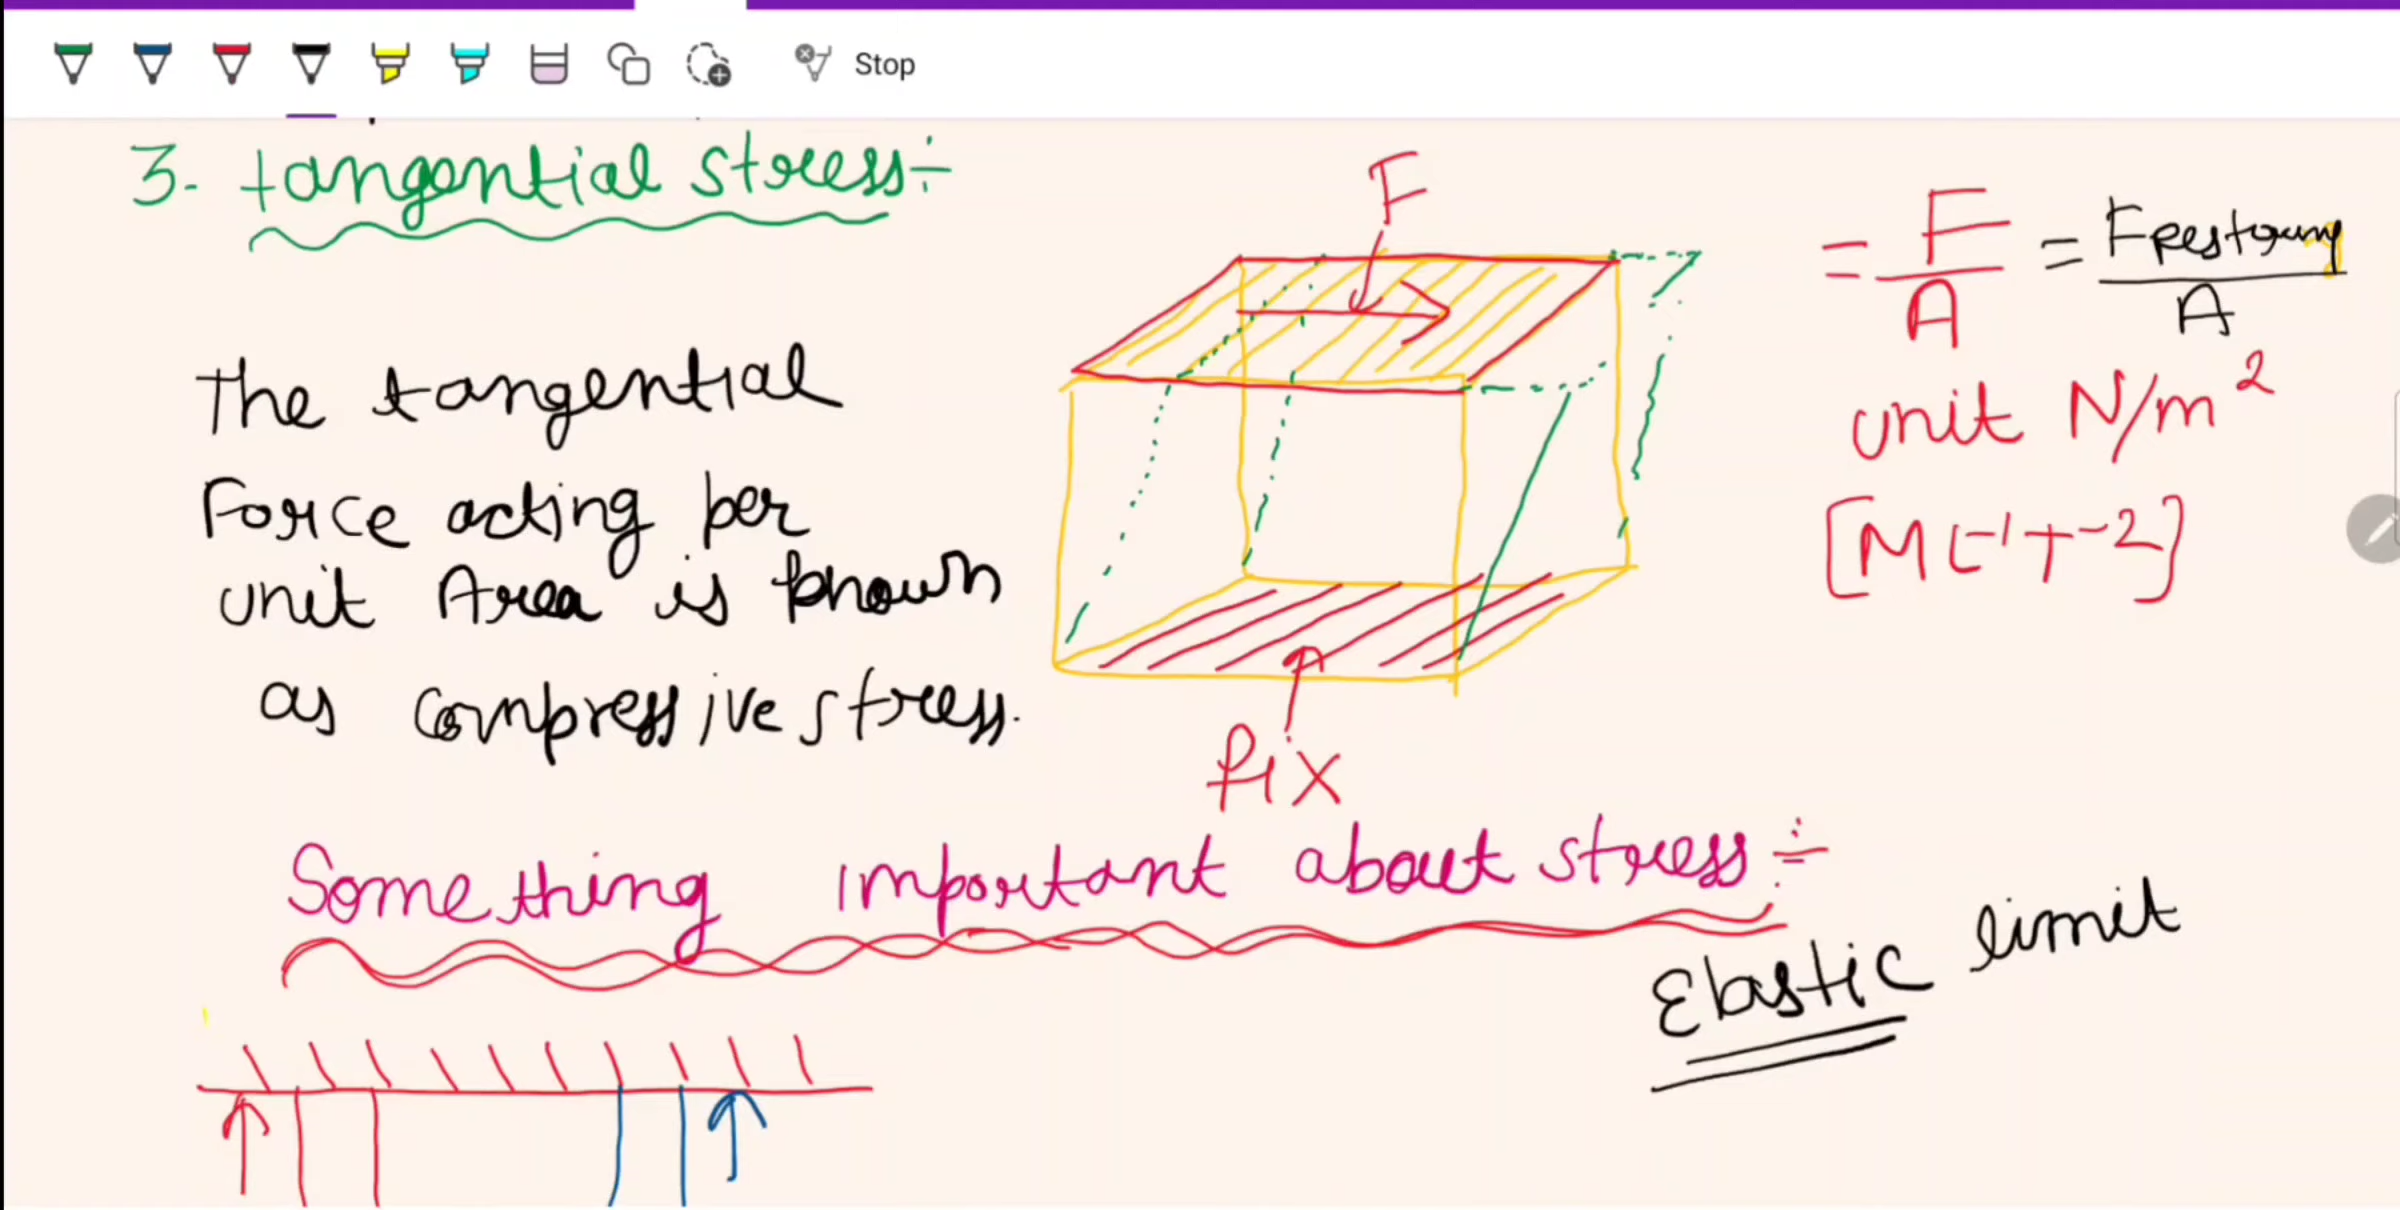 Stop
3. tangential stress÷
F
= F/A = Frestoring/A
The tangential
Force acting per
unit Area is known
as compressive stress.
unit N/m²
[ML⁻¹T⁻²]
fix
Something important about stress÷
Elastic limit